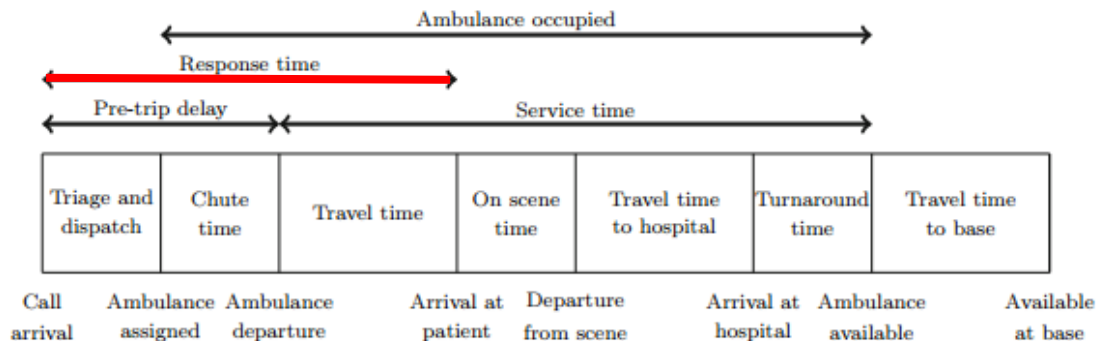 Ambulance occupied
Response time
Pre-trip delay
Service time
Triage and
dispatch
Chute
time
Travel time
On scene
time
Travel time
to hospital
Turnaround
time
Travel time
to base
Call
arrival
Ambulance
assigned
Ambulance
departure
Arrival at
patient
Departure
from scene
Arrival at
hospital
Ambulance
available
Available
at base